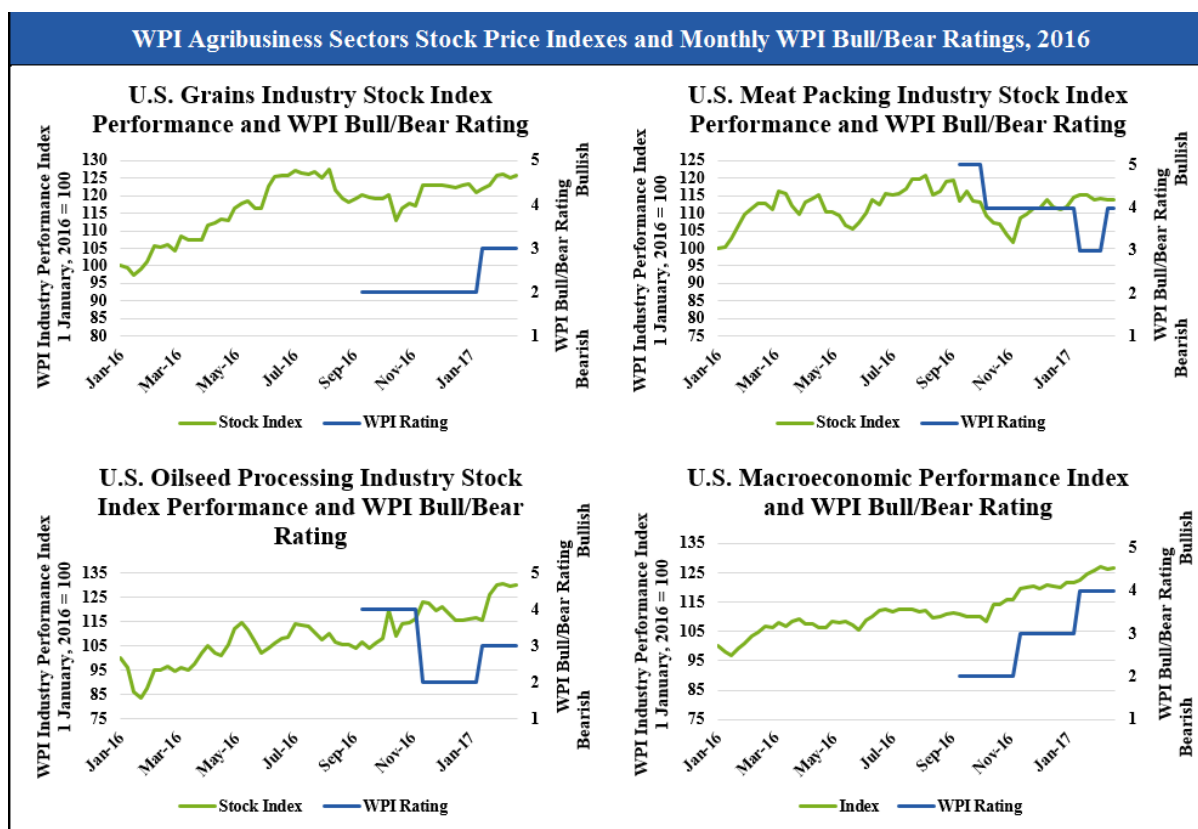 WPI Agribusiness Sectors Stock Price Indexes and Monthly WPI Bull/Bear Ratings, 2016
U.S. Grains Industry Stock Index
Performance and WPI Bull/Bear Rating
WPI Industry Performance Index
1 January, 2016 = 100
130
125
120
115
110
105
100
95
90
85
80
5
4
3
2
1
WPI Bull/Bear Rating
Bearish
Bullish
Jan-16
Mar-16
May-16
Jul-16
Sep-16
Nov-16
Jan-17
Stock Index
WPI Rating
U.S. Meat Packing Industry Stock Index
Performance and WPI Bull/Bear Rating
WPI Industry Performance Index
1 January, 2016 = 100
125
120
115
110
105
100
95
90
85
80
5
4
3
2
1
WPI Bull/Bear Rating
Bearish
Bullish
Jan-16
Mar-16
May-16
Jul-16
Sep-16
Nov-16
Jan-17
Stock Index
WPI Rating
U.S. Oilseed Processing Industry Stock
Index Performance and WPI Bull/Bear
Rating
WPI Industry Performance Index
1 January, 2016 = 100
135
125
115
105
95
85
75
5
4
3
2
1
WPI Bull/Bear Rating
Bearish
Bullish
Jan-16
Mar-16
May-16
Jul-16
Sep-16
Nov-16
Jan-17
Stock Index
WPI Rating
U.S. Macroeconomic Performance Index
and WPI Bull/Bear Rating
WPI Industry Performance Index
1 January, 2016 = 100
135
125
115
105
95
85
75
5
4
3
2
1
WPI Bull/Bear Rating
Bearish
Bullish
Jan-16
Mar-16
May-16
Jul-16
Sep-16
Nov-16
Jan-17
Index
WPI Rating